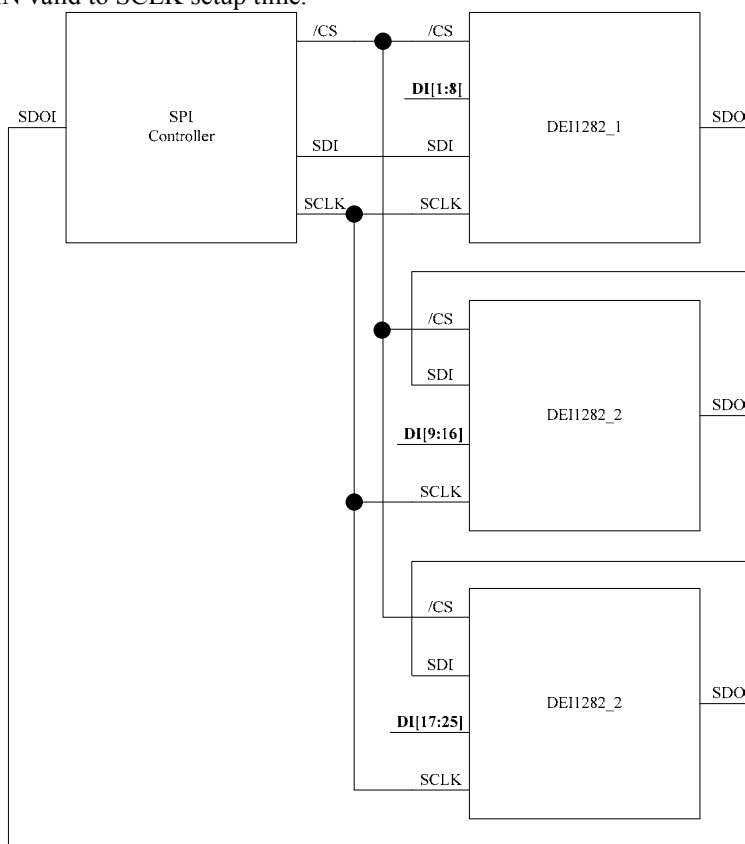 valid to SCLK setup time.
/CS /CS
DI[1:8[
SDOI SPI DEI1282_1 SDO
Controller
SDI SDI
SCLK SCLK
/CS
SDI
DEI1282_2 SDO
DI[9:16]
SCLK
/CS
SDI
DEI1282_2 SDO
DI[17:25]
SCLK